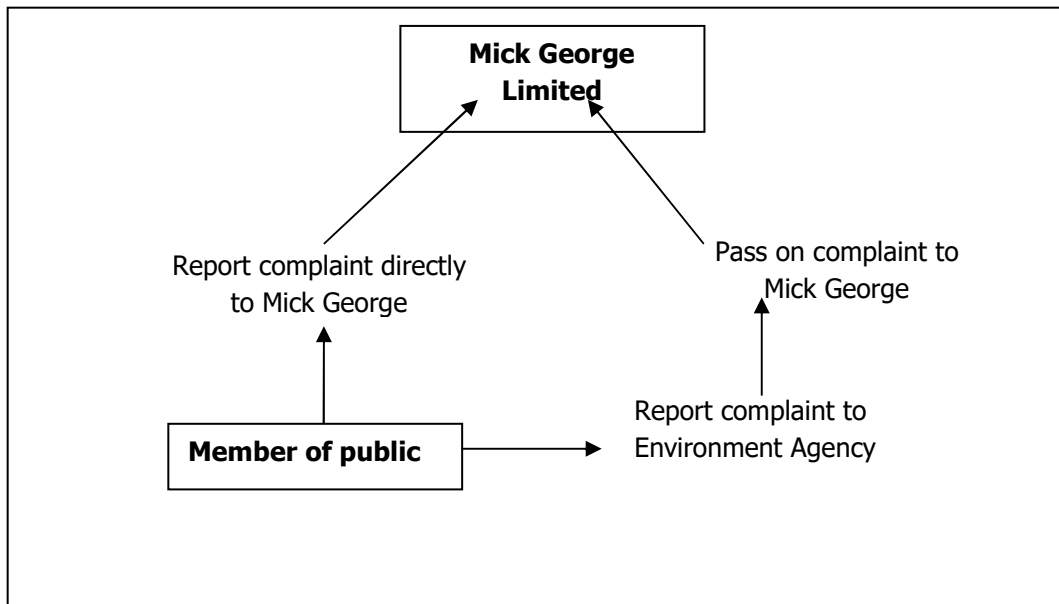 Mick George
Limited
Report complaint directly
to Mick George
Pass on complaint to
Mick George
Member of public
Report complaint to
Environment Agency